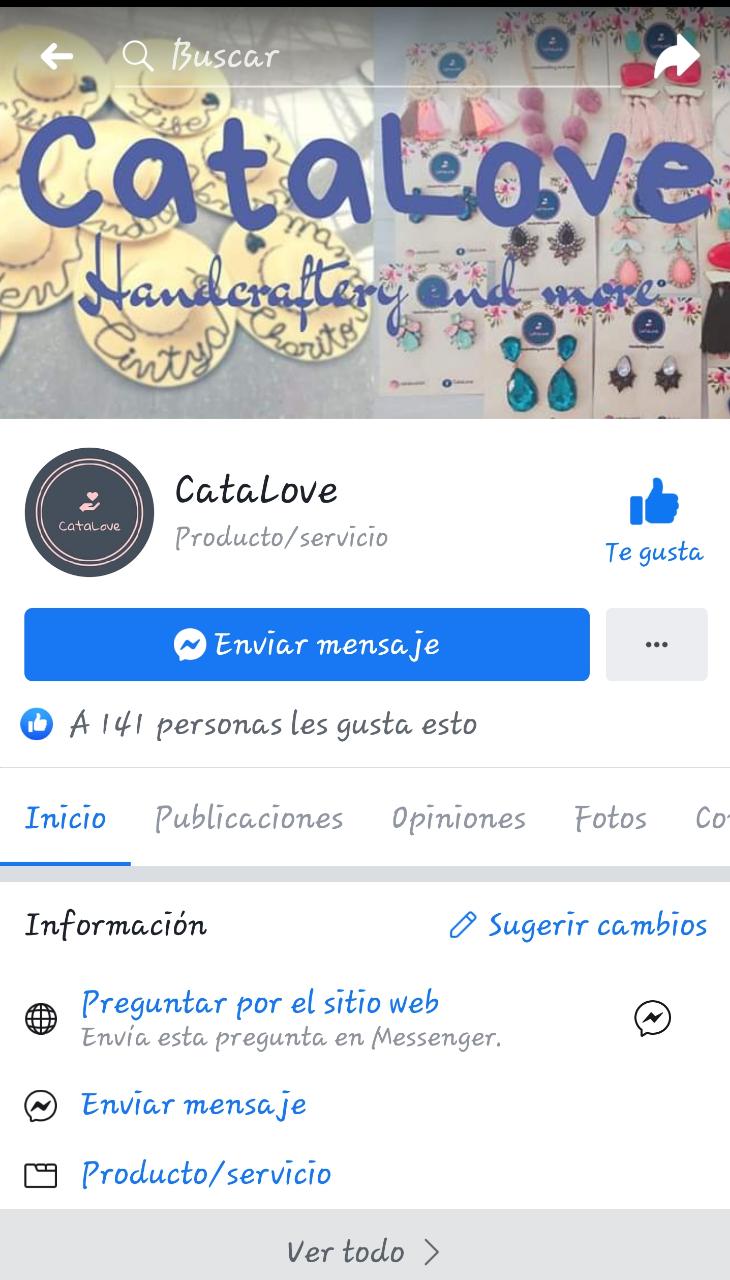 Buscar
CataLove
Handcraftery and more
Cintya
Charito
CataLove
CataLove
Producto/servicio
Te gusta
Enviar mensaje
A 141 personas les gusta esto
Inicio Publicaciones Opiniones Fotos Co
Información
Sugerir cambios
Preguntar por el sitio web
Envía esta pregunta en Messenger.
Enviar mensaje
Producto/servicio
Ver todo